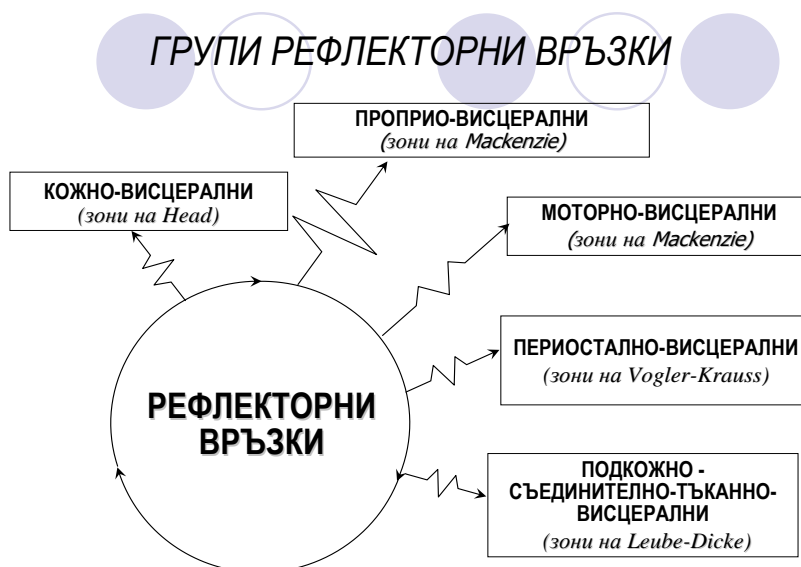 ГРУПИ РЕФЛЕКТОРНИ ВРЪЗКИ
ПРОПРИО-ВИСЦЕРАЛНИ
(зони на Mackenzie)
КОЖНО-ВИСЦЕРАЛНИ
(зони на Head)
МОТОРНО-ВИСЦЕРАЛНИ
(зони на Mackenzie)
ПЕРИОСТАЛНО-ВИСЦЕРАЛНИ
(зони на Vogler-Krauss)
РЕФЛЕКТОРНИ
ВРЪЗКИ
ПОДКОЖНО -
СЪЕДИНИТЕЛНО-ТЪКАННО-
ВИСЦЕРАЛНИ
(зони на Leube-Dicke)